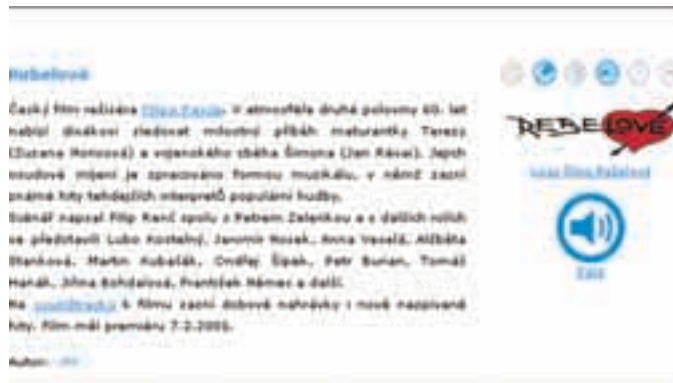 Rebelové
Český film režiséra Filipa Renče. V atmosféře druhé poloviny 60. let
nabízí divákovi sledovat milostný příběh maturantky Terezy
(Zuzana Norisová) a vojenského zběha Šimona (Jan Révai). Jejich
osudové míjení je zpracováno formou muzikálu, v němž zazní
známé hity tehdejších interpretů populární hudby.
Scénář napsal Filip Renč spolu s Petrem Zelenkou a v dalších rolích
se představili Lubo Kostelný, Jaromír Nosek, Anna Veselá, Alžběta
Stanková, Martin Kubačák, Ondřej Šípek, Petr Burian, Tomáš
Hanák, Jiřina Bohdalová, František Němec a další.
Na soundtracku k filmu zazní dobové nahrávky i nově nazpívané
hity. Film měl premiéru 7.2.2001.
Autor:
REBELOVÉ
Logo filmu Rebelové